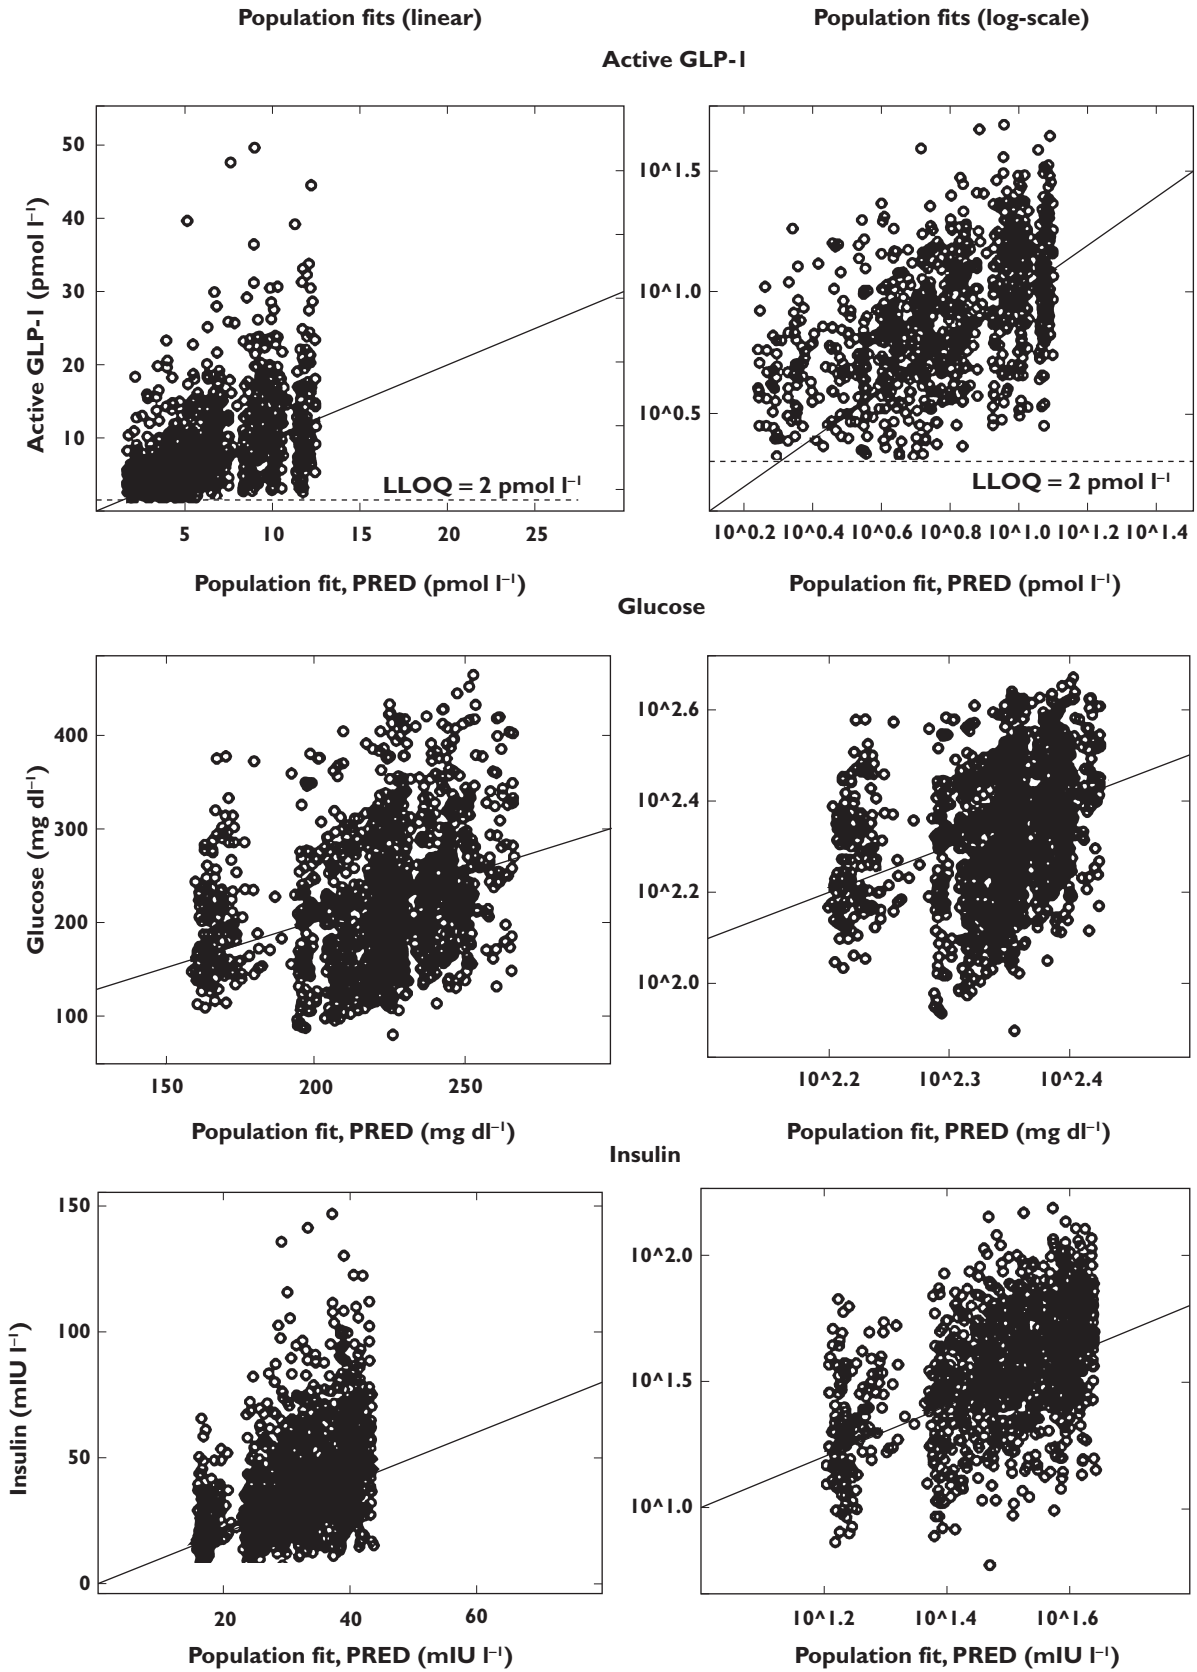 Population fits (linear)
Population fits (log-scale)
Active GLP-1
Active GLP-1 (pmol l⁻¹)
50
40
30
20
10
LLOQ = 2 pmol l⁻¹
5
10
15
20
25
Population fit, PRED (pmol l⁻¹)
10^1.5
10^1.0
10^0.5
LLOQ = 2 pmol l⁻¹
10^0.2 10^0.4 10^0.6 10^0.8 10^1.0 10^1.2 10^1.4
Population fit, PRED (pmol l⁻¹)
Glucose
Glucose (mg dl⁻¹)
400
300
200
100
150
200
250
Population fit, PRED (mg dl⁻¹)
10^2.6
10^2.4
10^2.2
10^2.0
10^2.2
10^2.3
10^2.4
Population fit, PRED (mg dl⁻¹)
Insulin
Insulin (mIU l⁻¹)
150
100
50
0
20
40
60
Population fit, PRED (mIU l⁻¹)
10^2.0
10^1.5
10^1.0
10^1.2
10^1.4
10^1.6
Population fit, PRED (mIU l⁻¹)